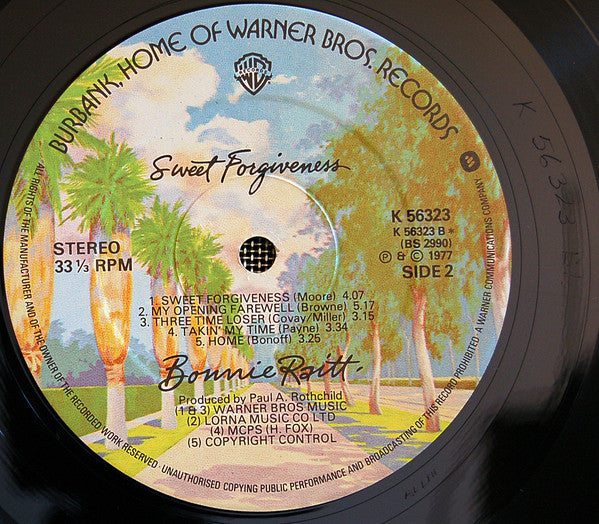 BURBANK, HOME OF WARNER BROS. RECORDS
Sweet Forgiveness
STEREO
33 ⅓ RPM
K 56323
K 56323 B *
(BS 2990)
Ⓟ & © 1977
SIDE 2
1. SWEET FORGIVENESS (Moore) 4.07
2. MY OPENING FAREWELL (Browne) 5.17
3. THREE TIME LOSER (Covay/Miller) 3.15
4. TAKIN' MY TIME (Payne) 3.34
5. HOME (Bonoff) 3.25
Bonnie Raitt.
Produced by Paul A. Rothchild
(1 & 3) WARNER BROS MUSIC
(2) LORNA MUSIC CO LTD
(4) MCPS (H. FOX)
(5) COPYRIGHT CONTROL
ALL RIGHTS OF THE MANUFACTURER AND OF THE OWNER OF THE RECORDED WORK RESERVED · UNAUTHORISED COPYING PUBLIC PERFORMANCE AND BROADCASTING OF THIS RECORD PROHIBITED · A WARNER COMMUNICATIONS COMPANY
K 56323